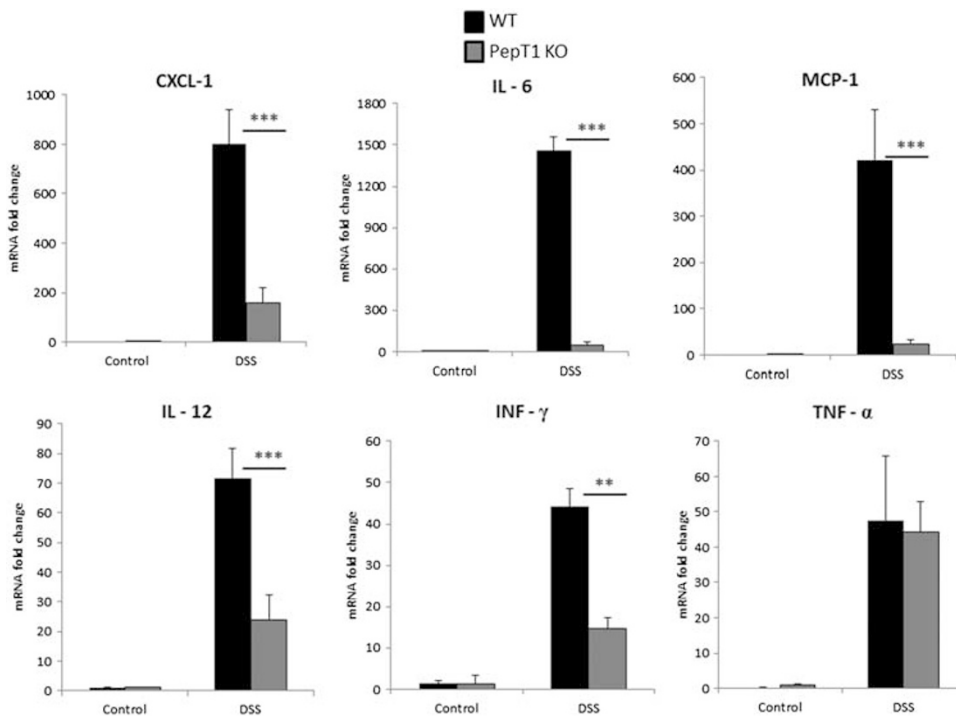 WT
PepT1 KO
CXCL-1
mRNA fold change
1000
800
600
400
200
0
***
Control
DSS
IL - 6
mRNA fold change
1800
1500
1200
900
600
300
0
***
Control
DSS
MCP-1
mRNA fold change
600
500
400
300
200
100
0
***
Control
DSS
IL - 12
mRNA fold change
90
80
70
60
50
40
30
20
10
0
***
Control
DSS
INF - γ
mRNA fold change
60
50
40
30
20
10
0
**
Control
DSS
TNF - α
mRNA fold change
70
60
50
40
30
20
10
0
Control
DSS